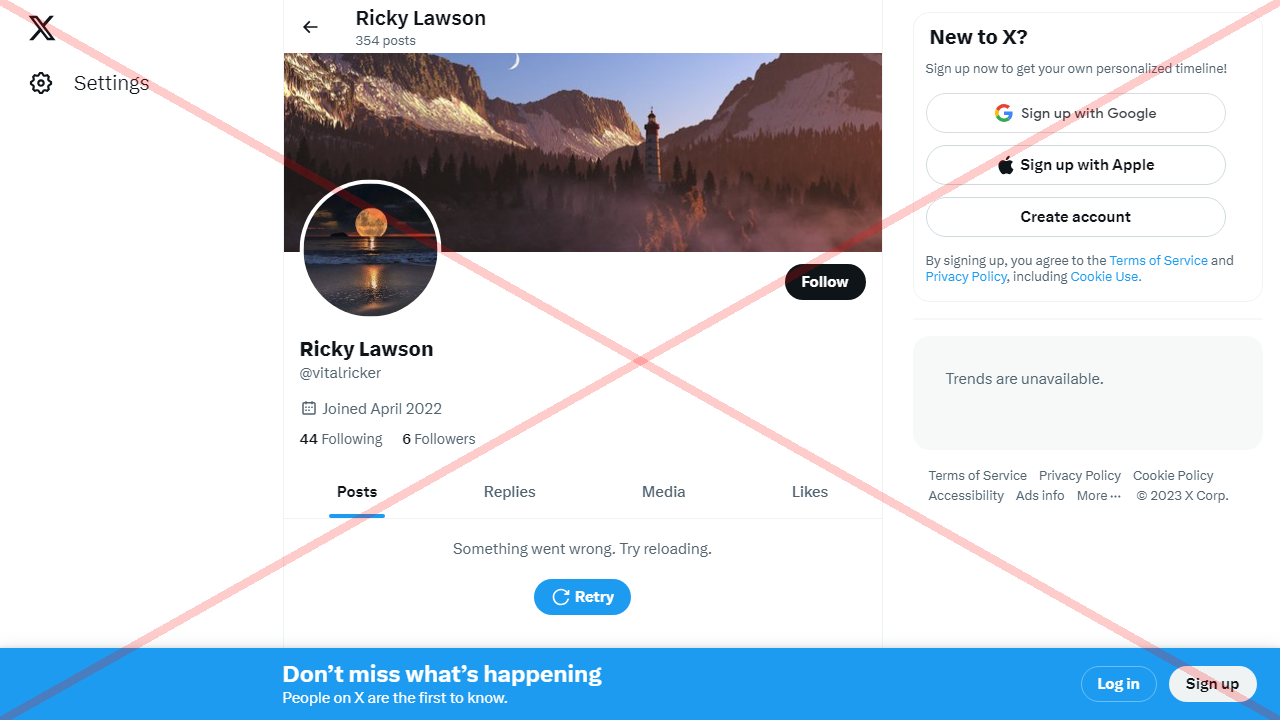 Ricky Lawson
354 posts
Settings
Follow
Ricky Lawson
@vitalricker
Joined April 2022
44 Following 6 Followers
Posts Replies Media Likes
Something went wrong. Try reloading.
Retry
New to X?
Sign up now to get your own personalized timeline!
Sign up with Google
Sign up with Apple
Create account
By signing up, you agree to the Terms of Service and
Privacy Policy, including Cookie Use.
Trends are unavailable.
Terms of Service Privacy Policy Cookie Policy
Accessibility Ads info More ··· © 2023 X Corp.
Don’t miss what’s happening
People on X are the first to know.
Log in Sign up